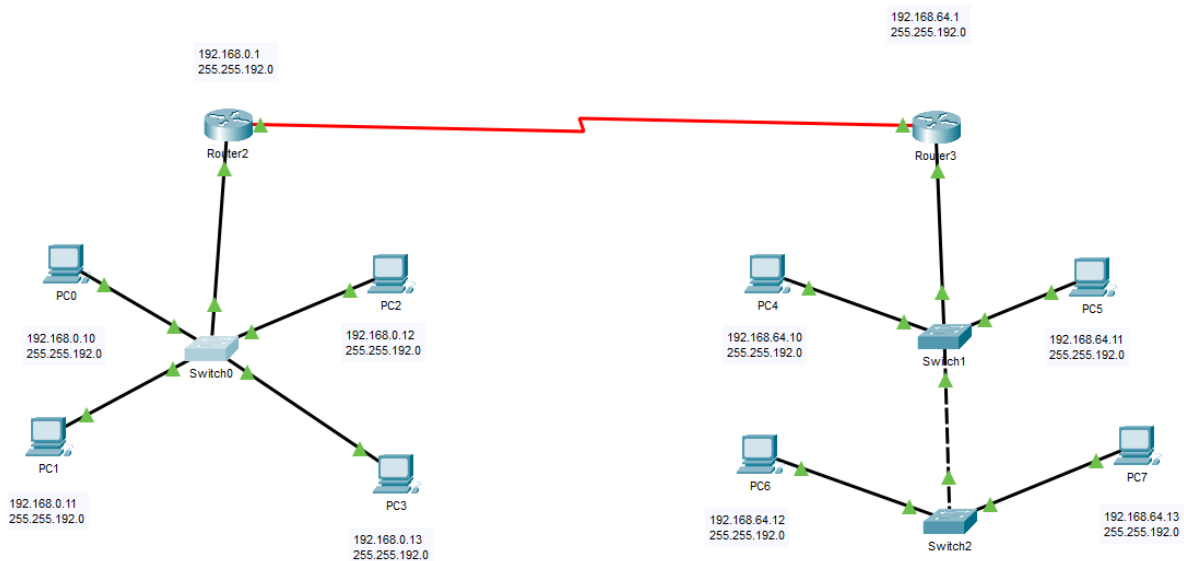 192.168.64.1
255.255.192.0
192.168.0.1
255.255.192.0
Router2
Router3
PC0
PC2
PC4
PC5
192.168.0.10
255.255.192.0
192.168.0.12
255.255.192.0
192.168.64.10
255.255.192.0
192.168.64.11
255.255.192.0
Switch0
Switch1
PC1
PC3
PC6
PC7
192.168.0.11
255.255.192.0
192.168.0.13
255.255.192.0
192.168.64.12
255.255.192.0
192.168.64.13
255.255.192.0
Switch2